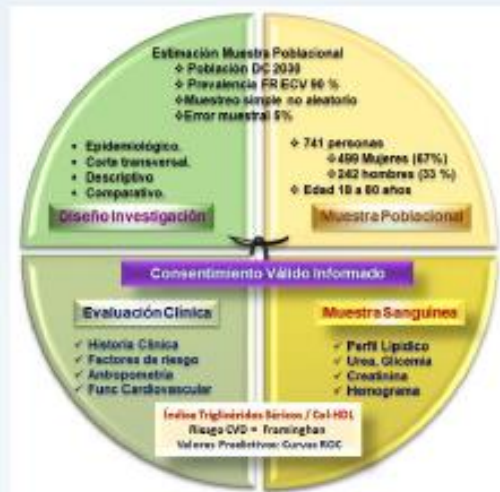 Estimación Muestra Poblacional
❖ Población DC 2030
❖ Prevalencia FR ECV 90 %
❖ Muestreo simple no aleatorio
❖ Error muestral 5%
• Epidemiológico.
• Corte transversal.
• Descriptivo
• Comparativo.
Diseño Investigación
❖ 741 personas
❖ 499 Mujeres (67%)
❖ 242 hombres (33 %)
❖ Edad 18 a 80 años
Muestra Poblacional
Consentimiento Válido Informado
Evaluación Clínica
✓ Historia Clínica
✓ Factores de riesgo
✓ Antropometría
✓ Func Cardiovascular
Muestra Sanguinea
✓ Perfil Lipídico
✓ Urea, Glicemia
✓ Creatinina
✓ Hemograma
Índice Triglicéridos Séricos / Col-HDL
Riesgo CVD = Framinghan
Valores Predictivos: Curvas ROC